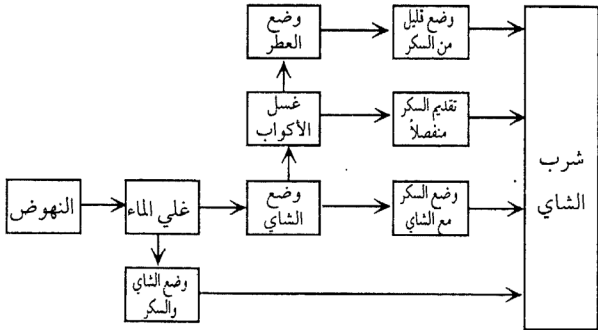 وضع
العطر
وضع قليل
من السكر
غسل
الأكواب
تقديم السكر
منفصلاً
شرب
الشاي
النهوض
غلي الماء
وضع
الشاي
وضع السكر
مع الشاي
وضع الشاي
والسكر